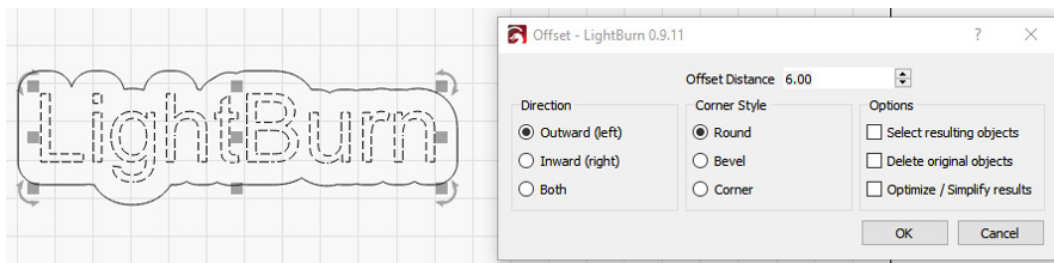 LightBurn
Offset - LightBurn 0.9.11
Offset Distance 6.00
Direction
Outward (left)
Inward (right)
Both
Corner Style
Round
Bevel
Corner
Options
Select resulting objects
Delete original objects
Optimize / Simplify results
OK
Cancel